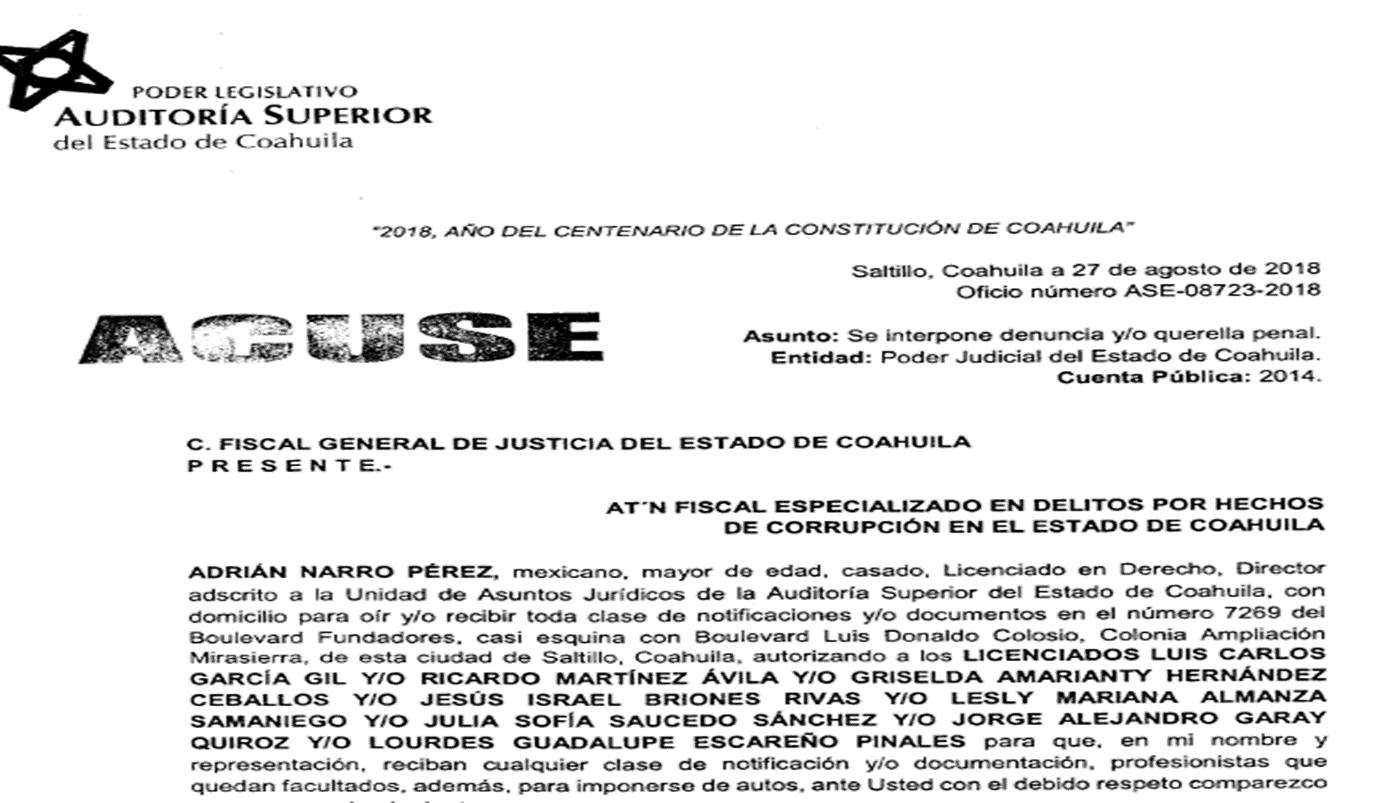 PODER LEGISLATIVO
AUDITORÍA SUPERIOR
del Estado de Coahuila
"2018, AÑO DEL CENTENARIO DE LA CONSTITUCIÓN DE COAHUILA"
Saltillo, Coahuila a 27 de agosto de 2018
Oficio número ASE-08723-2018
ACUSE
Asunto: Se interpone denuncia y/o querella penal.
Entidad: Poder Judicial del Estado de Coahuila.
Cuenta Pública: 2014.
C. FISCAL GENERAL DE JUSTICIA DEL ESTADO DE COAHUILA
P R E S E N T E.-
AT´N FISCAL ESPECIALIZADO EN DELITOS POR HECHOS
DE CORRUPCIÓN EN EL ESTADO DE COAHUILA
ADRIÁN NARRO PÉREZ, mexicano, mayor de edad, casado, Licenciado en Derecho, Director
adscrito a la Unidad de Asuntos Jurídicos de la Auditoría Superior del Estado de Coahuila, con
domicilio para oír y/o recibir toda clase de notificaciones y/o documentos en el número 7269 del
Boulevard Fundadores, casi esquina con Boulevard Luis Donaldo Colosio, Colonia Ampliación
Mirasierra, de esta ciudad de Saltillo, Coahuila, autorizando a los LICENCIADOS LUIS CARLOS
GARCÍA GIL Y/O RICARDO MARTÍNEZ ÁVILA Y/O GRISELDA AMARIANTY HERNÁNDEZ
CEBALLOS Y/O JESÚS ISRAEL BRIONES RIVAS Y/O LESLY MARIANA ALMANZA
SAMANIEGO Y/O JULIA SOFÍA SAUCEDO SÁNCHEZ Y/O JORGE ALEJANDRO GARAY
QUIROZ Y/O LOURDES GUADALUPE ESCAREÑO PINALES para que, en mi nombre y
representación, reciban cualquier clase de notificación y/o documentación, profesionistas que
quedan facultados, además, para imponerse de autos, ante Usted con el debido respeto comparezco